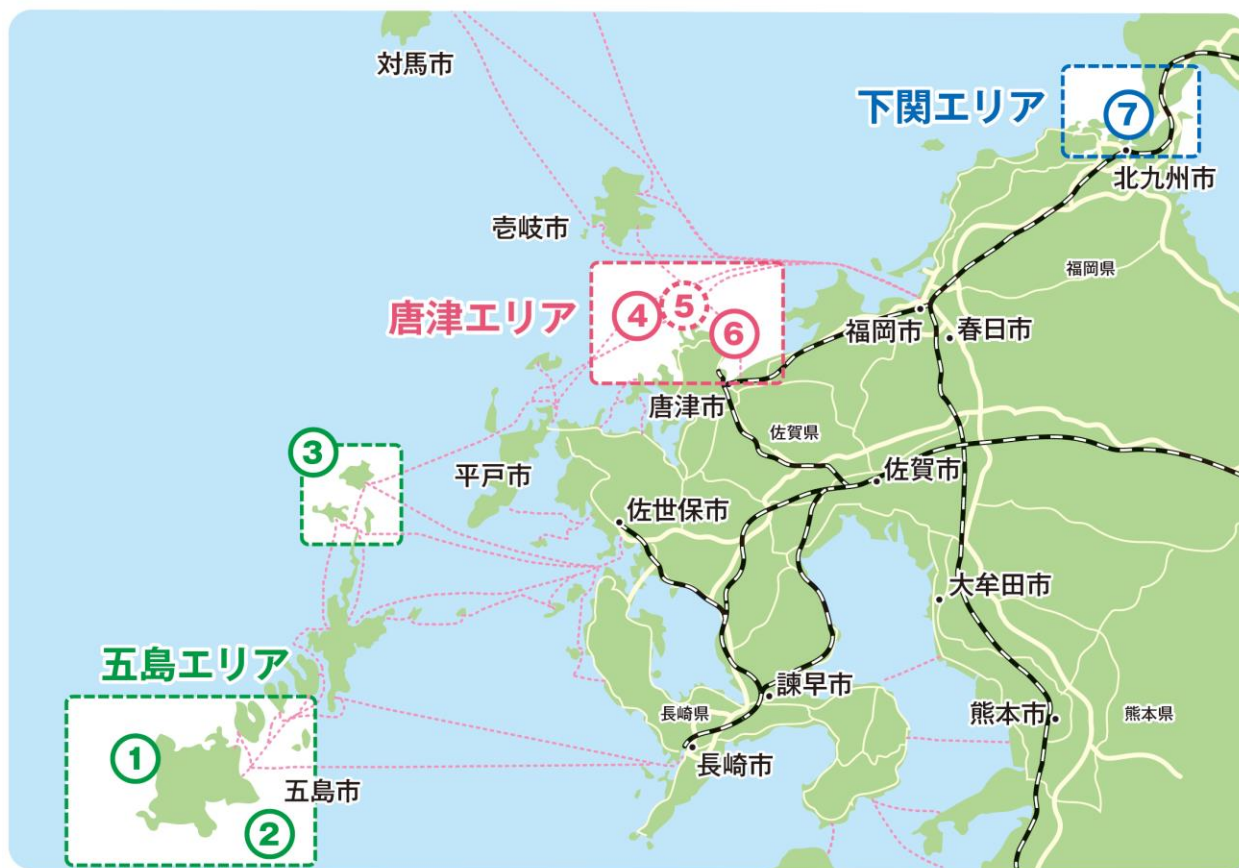 対馬市
下関エリア
⑦
北九州市
壱岐市
福岡県
唐津エリア
④
⑤
⑥
福岡市
春日市
唐津市
佐賀県
③
平戸市
佐賀市
佐世保市
大牟田市
五島エリア
諫早市
長崎県
熊本市
熊本県
①
長崎市
五島市
②